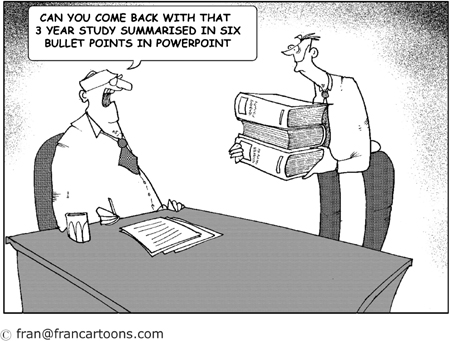 CAN YOU COME BACK WITH THAT
3 YEAR STUDY SUMMARISED IN SIX
BULLET POINTS IN POWERPOINT
© fran@francartoons.com